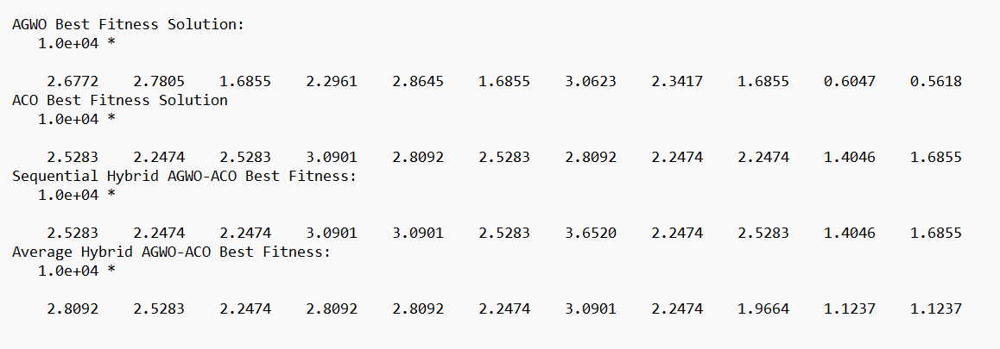 AGWO Best Fitness Solution:
1.0e+04 *
2.6772 2.7805 1.6855 2.2961 2.8645 1.6855 3.0623 2.3417 1.6855 0.6047 0.5618
ACO Best Fitness Solution
1.0e+04 *
2.5283 2.2474 2.5283 3.0901 2.8092 2.5283 2.8092 2.2474 2.2474 1.4046 1.6855
Sequential Hybrid AGWO-ACO Best Fitness:
1.0e+04 *
2.5283 2.2474 2.2474 3.0901 3.0901 2.5283 3.6520 2.2474 2.5283 1.4046 1.6855
Average Hybrid AGWO-ACO Best Fitness:
1.0e+04 *
2.8092 2.5283 2.2474 2.8092 2.8092 2.2474 3.0901 2.2474 1.9664 1.1237 1.1237